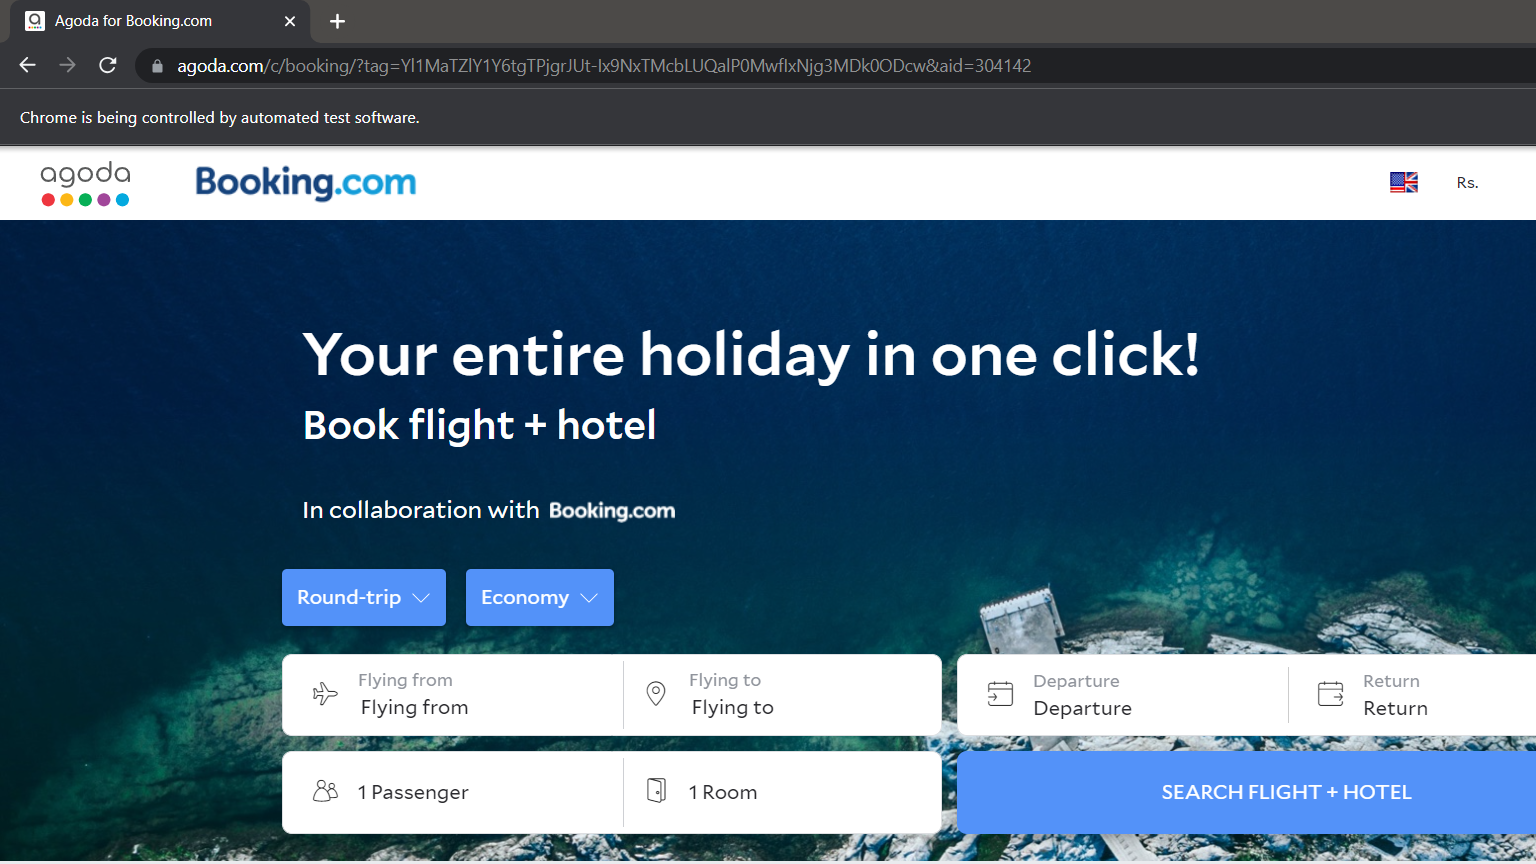 Agoda for Booking.com
agoda.com/c/booking/?tag=Yl1MaTZlY1Y6tgTPjgrJUt-Ix9NxTMcbLUQalP0MwfIxNjg3MDk0ODcw&aid=304142
Chrome is being controlled by automated test software.
agoda Booking.com Rs.
Your entire holiday in one click!
Book flight + hotel
In collaboration with Booking.com
Round-trip Economy
Flying from Flying to Departure Return
Flying from Flying to Departure Return
1 Passenger 1 Room SEARCH FLIGHT + HOTEL